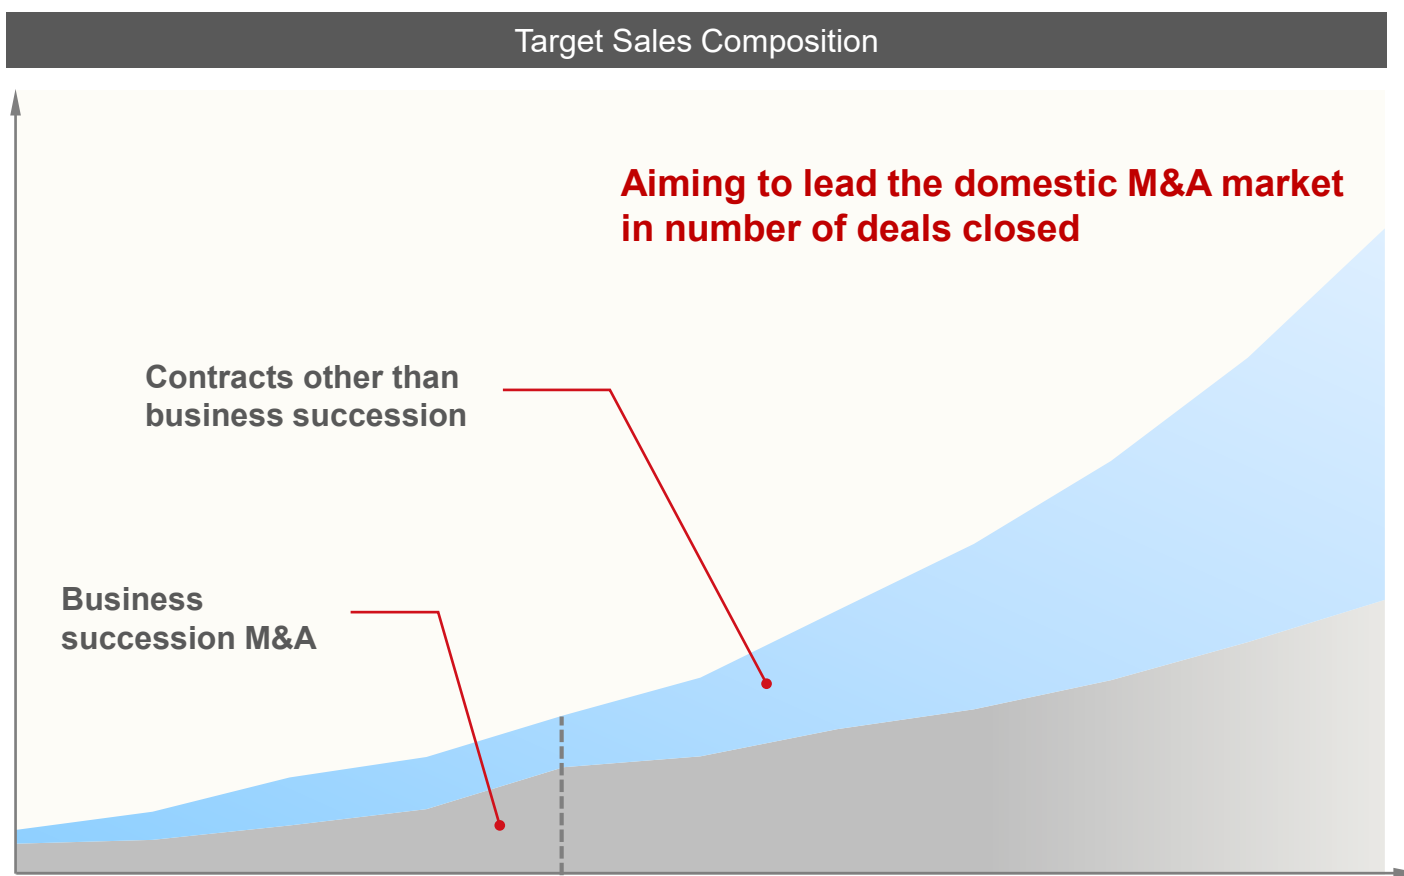 Target Sales Composition
Aiming to lead the domestic M&A market
in number of deals closed
Contracts other than
business succession
Business
succession M&A